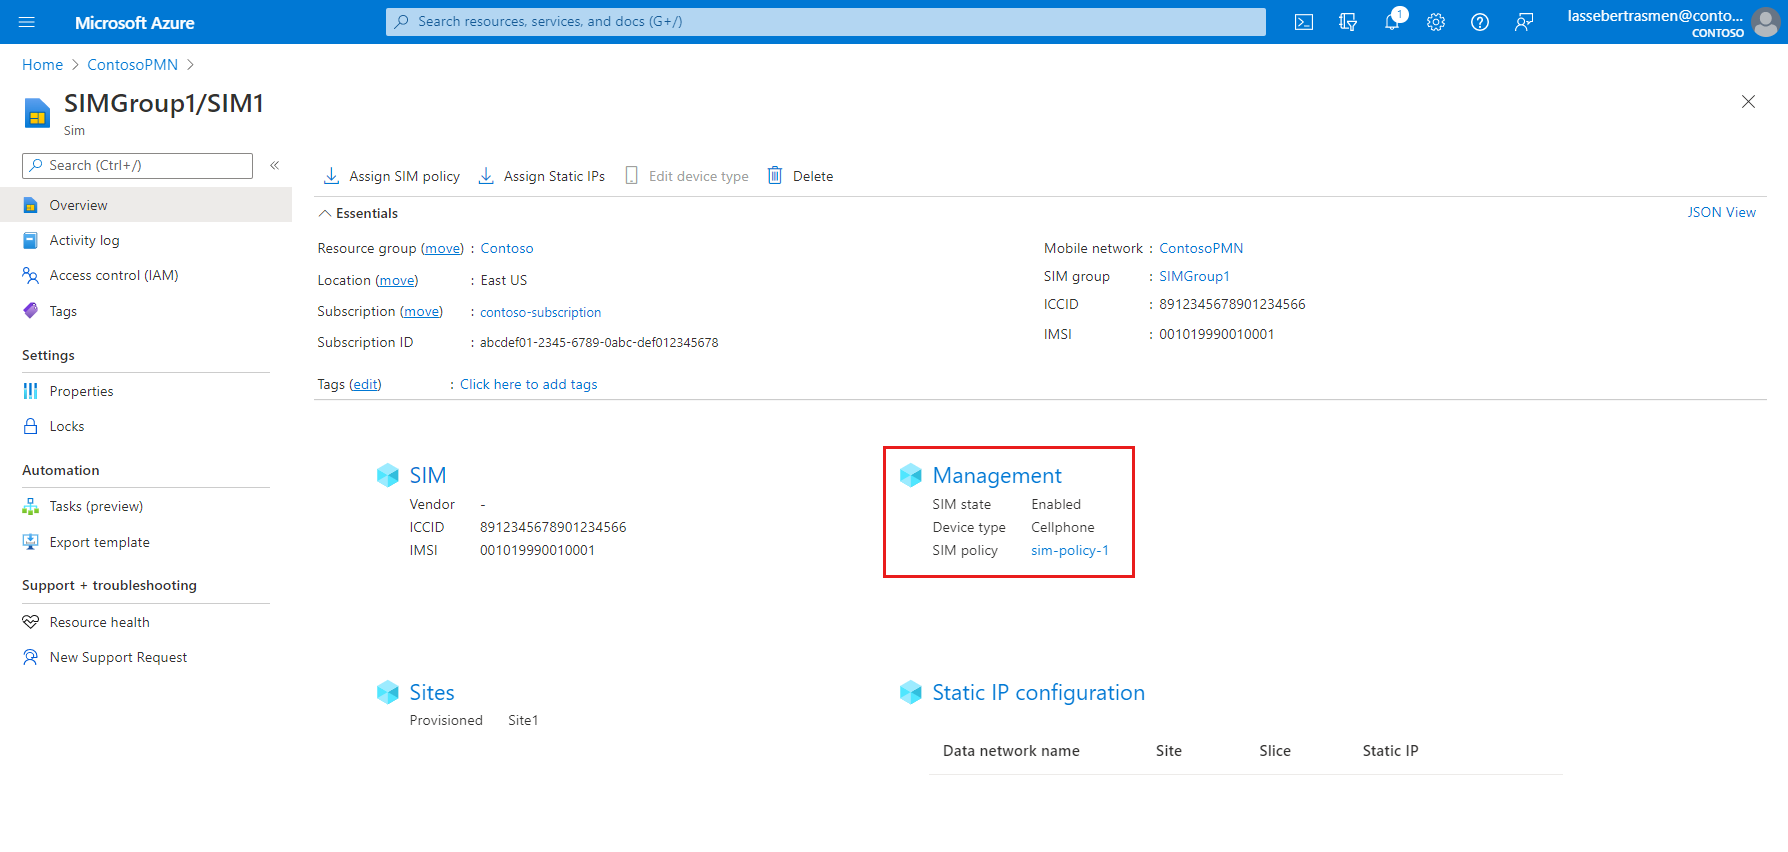 Microsoft Azure
Search resources, services, and docs (G+/)
1
lassebertrasmen@conto...
CONTOSO
Home > ContosoPMN >
SIMGroup1/SIM1
Sim
Search (Ctrl+/)
«
Overview
Activity log
Access control (IAM)
Tags
Settings
Properties
Locks
Automation
Tasks (preview)
Export template
Support + troubleshooting
Resource health
New Support Request
Assign SIM policy Assign Static IPs Edit device type Delete
Essentials
JSON View
Resource group (move) : Contoso
Location (move) : East US
Subscription (move) : contoso-subscription
Subscription ID : abcdef01-2345-6789-0abc-def012345678
Tags (edit) : Click here to add tags
Mobile network : ContosoPMN
SIM group : SIMGroup1
ICCID : 8912345678901234566
IMSI : 001019990010001
SIM
Vendor -
ICCID 8912345678901234566
IMSI 001019990010001
Management
SIM state Enabled
Device type Cellphone
SIM policy sim-policy-1
Sites
Provisioned Site1
Static IP configuration
Data network name Site Slice Static IP